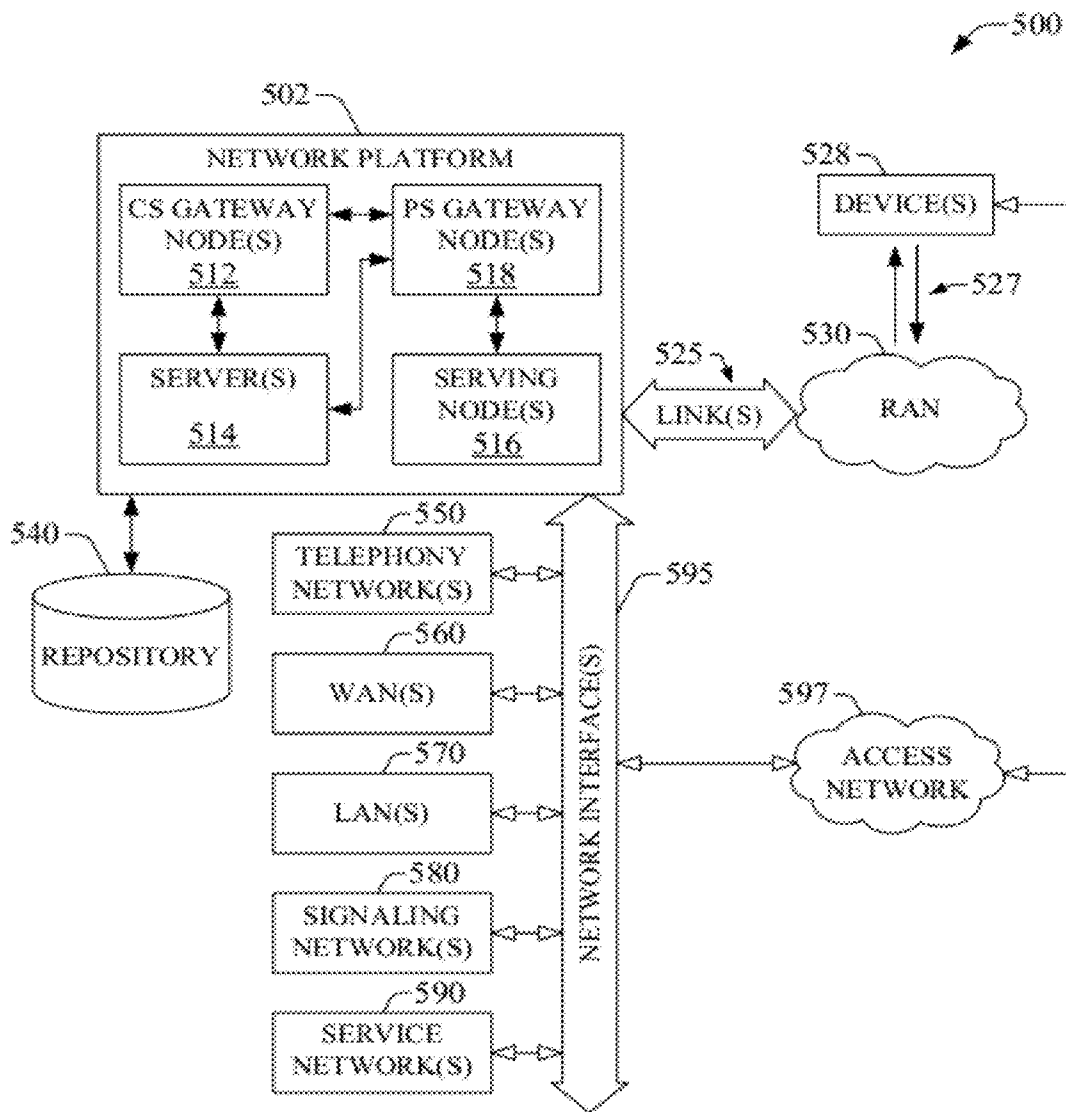 500
502
NETWORK PLATFORM
CS GATEWAY
NODE(S)
512
PS GATEWAY
NODE(S)
518
SERVER(S)
514
SERVING
NODE(S)
516
528
DEVICE(S)
527
530
RAN
525
LINK(S)
540
REPOSITORY
550
TELEPHONY
NETWORK(S)
560
WAN(S)
570
LAN(S)
580
SIGNALING
NETWORK(S)
590
SERVICE
NETWORK(S)
595
NETWORK INTERFACE(S)
597
ACCESS
NETWORK